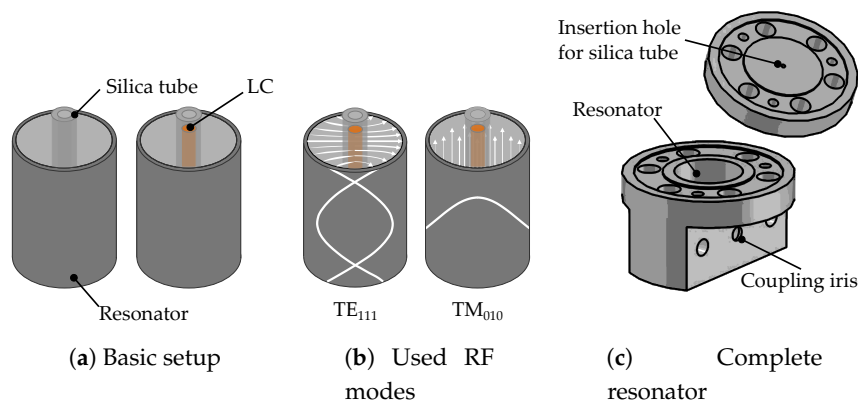 Silica tube
LC
Resonator
(a) Basic setup
TE₁₁₁
TM₀₁₀
(b) Used RF
modes
Insertion hole
for silica tube
Resonator
Coupling iris
(c) Complete
resonator